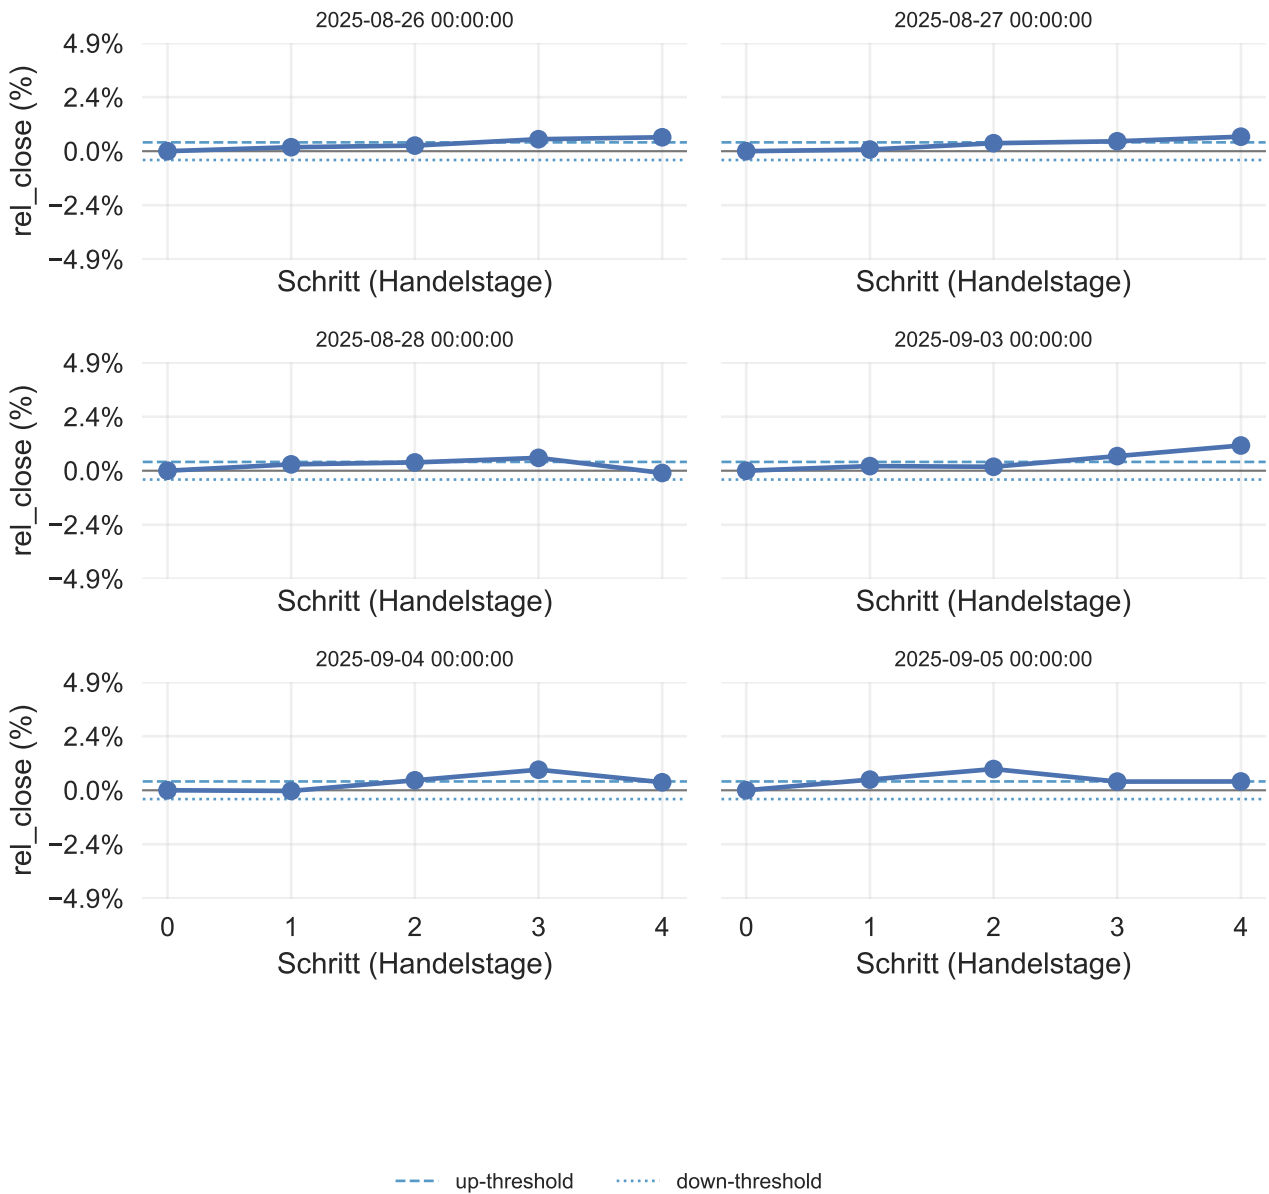 2025-08-26 00:00:00
2025-08-27 00:00:00
4.9%
2.4%
0.0%
−2.4%
−4.9%
rel_close (%)
Schritt (Handelstage)
Schritt (Handelstage)
2025-08-28 00:00:00
2025-09-03 00:00:00
4.9%
2.4%
0.0%
−2.4%
−4.9%
rel_close (%)
Schritt (Handelstage)
Schritt (Handelstage)
2025-09-04 00:00:00
2025-09-05 00:00:00
4.9%
2.4%
0.0%
−2.4%
−4.9%
rel_close (%)
0 1 2 3 4
0 1 2 3 4
Schritt (Handelstage)
Schritt (Handelstage)
up-threshold
down-threshold